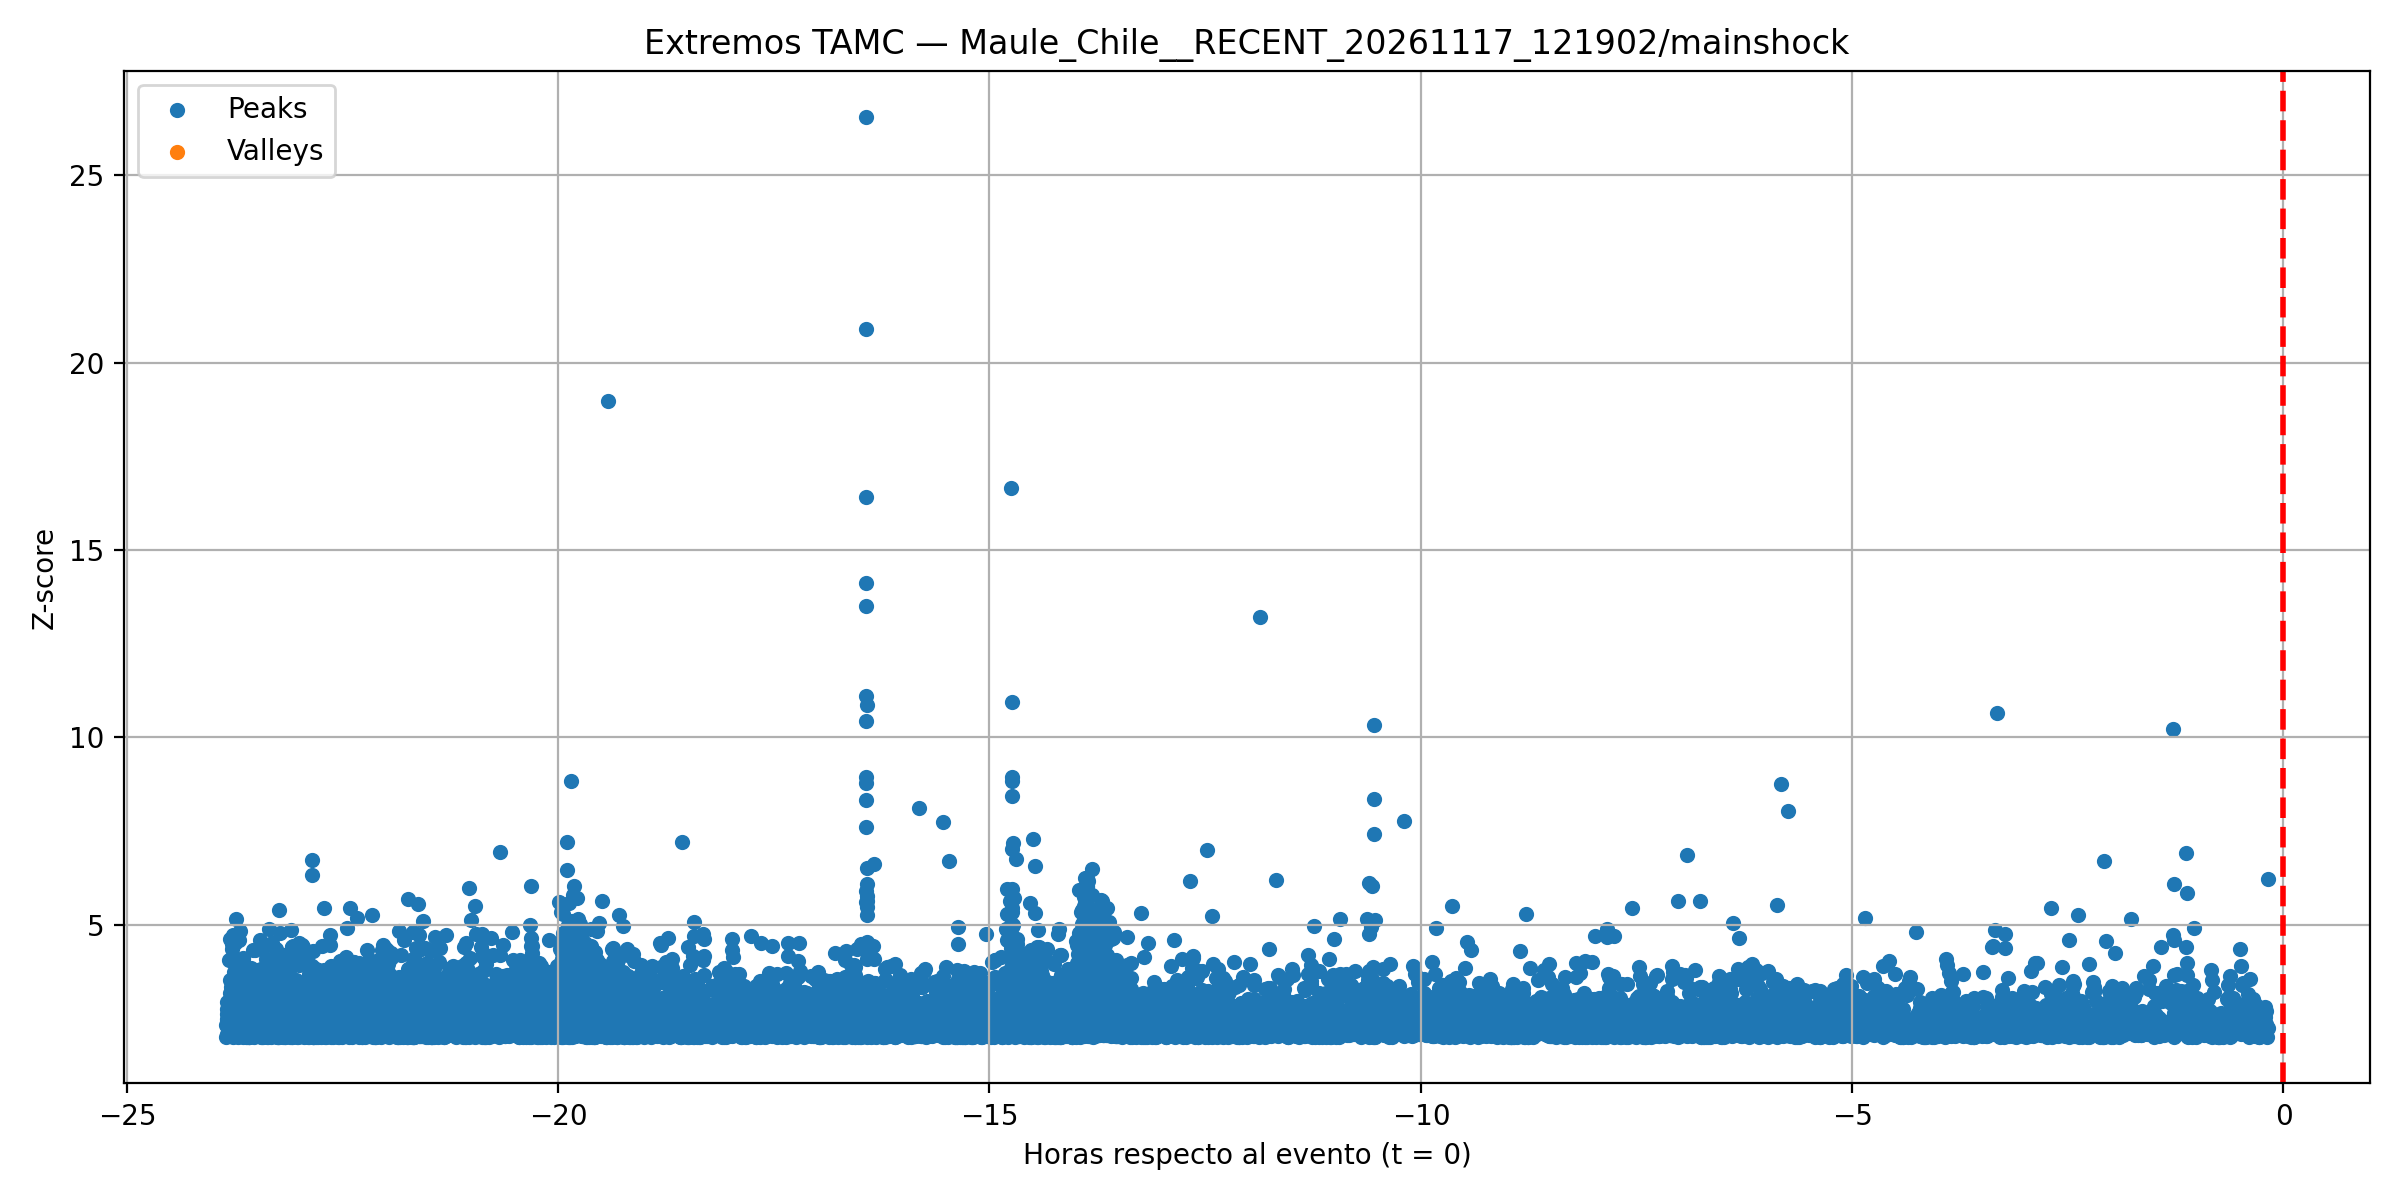 Extremos TAMC — Maule_Chile__RECENT_20261117_121902/mainshock
Peaks
Valleys
25
20
15
10
5
Z-score
−25 −20 −15 −10 −5 0
Horas respecto al evento (t = 0)